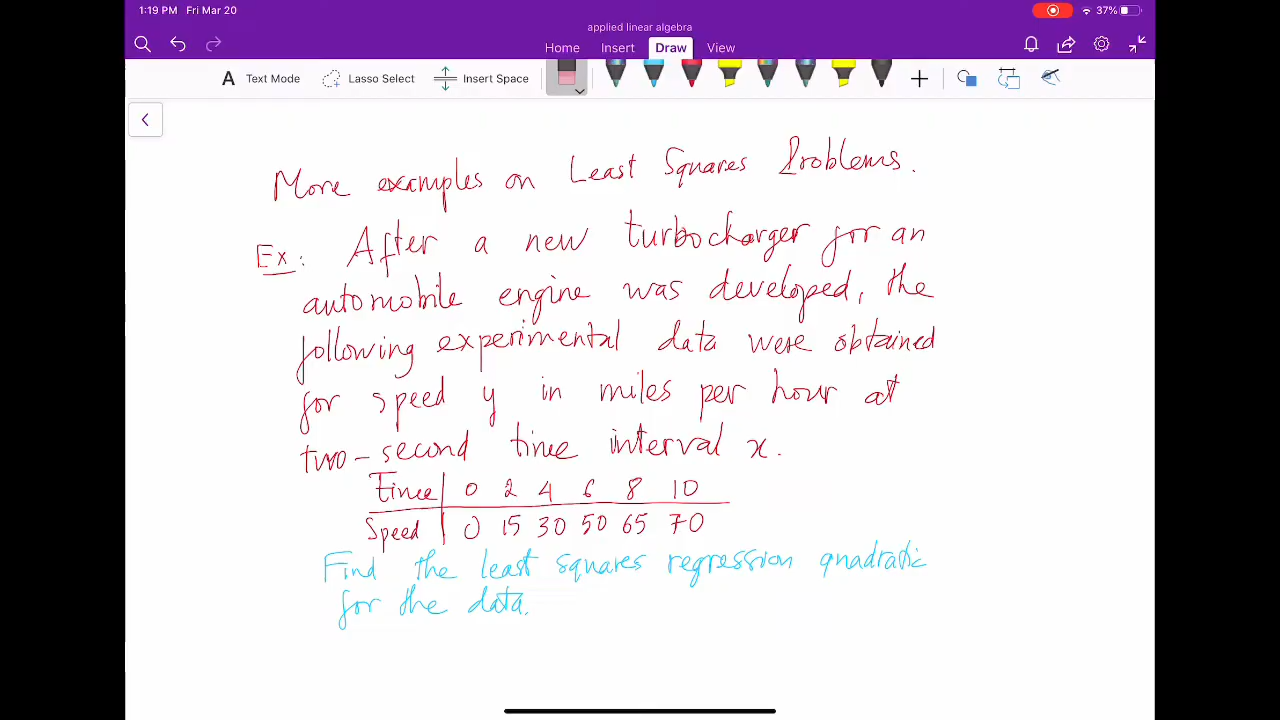 1:19 PM Fri Mar 20
37%
applied linear algebra
Home Insert Draw View
A Text Mode Lasso Select Insert Space
More examples on Least Squares Problems.
Ex: After a new turbocharger for an
automobile engine was developed, the
following experimental data were obtained
for speed y in miles per hour at
two-second time interval x.
Time 0 2 4 6 8 10
Speed 0 15 30 50 65 70
Find the least squares regression quadratic
for the data.